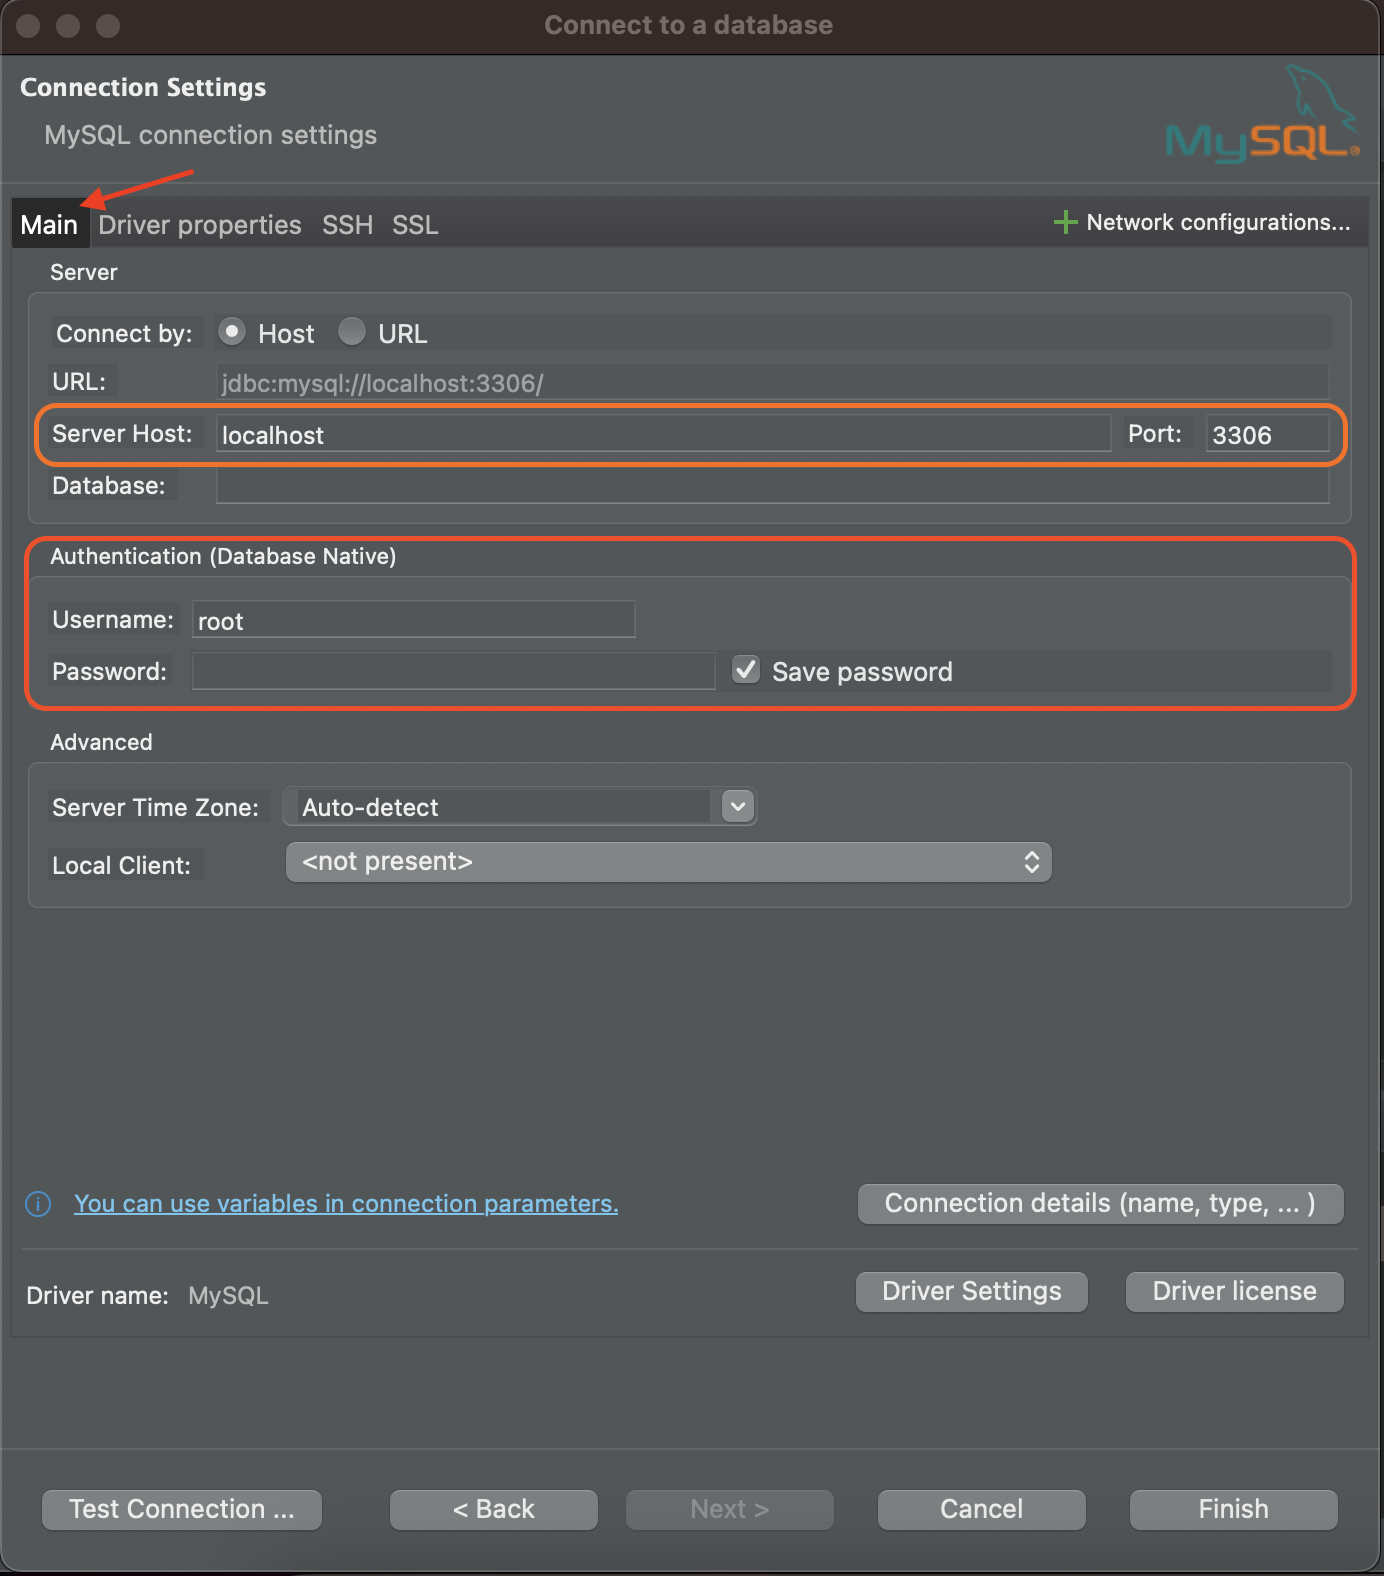 Connect to a database
Connection Settings
MySQL connection settings
MySQL®
Main Driver properties SSH SSL Network configurations...
Server
Connect by: Host URL
URL: jdbc:mysql://localhost:3306/
Server Host: localhost Port: 3306
Database:
Authentication (Database Native)
Username: root
Password: Save password
Advanced
Server Time Zone: Auto-detect
Local Client: <not present>
You can use variables in connection parameters. Connection details (name, type, ... )
Driver name: MySQL Driver Settings Driver license
Test Connection ... < Back Next > Cancel Finish